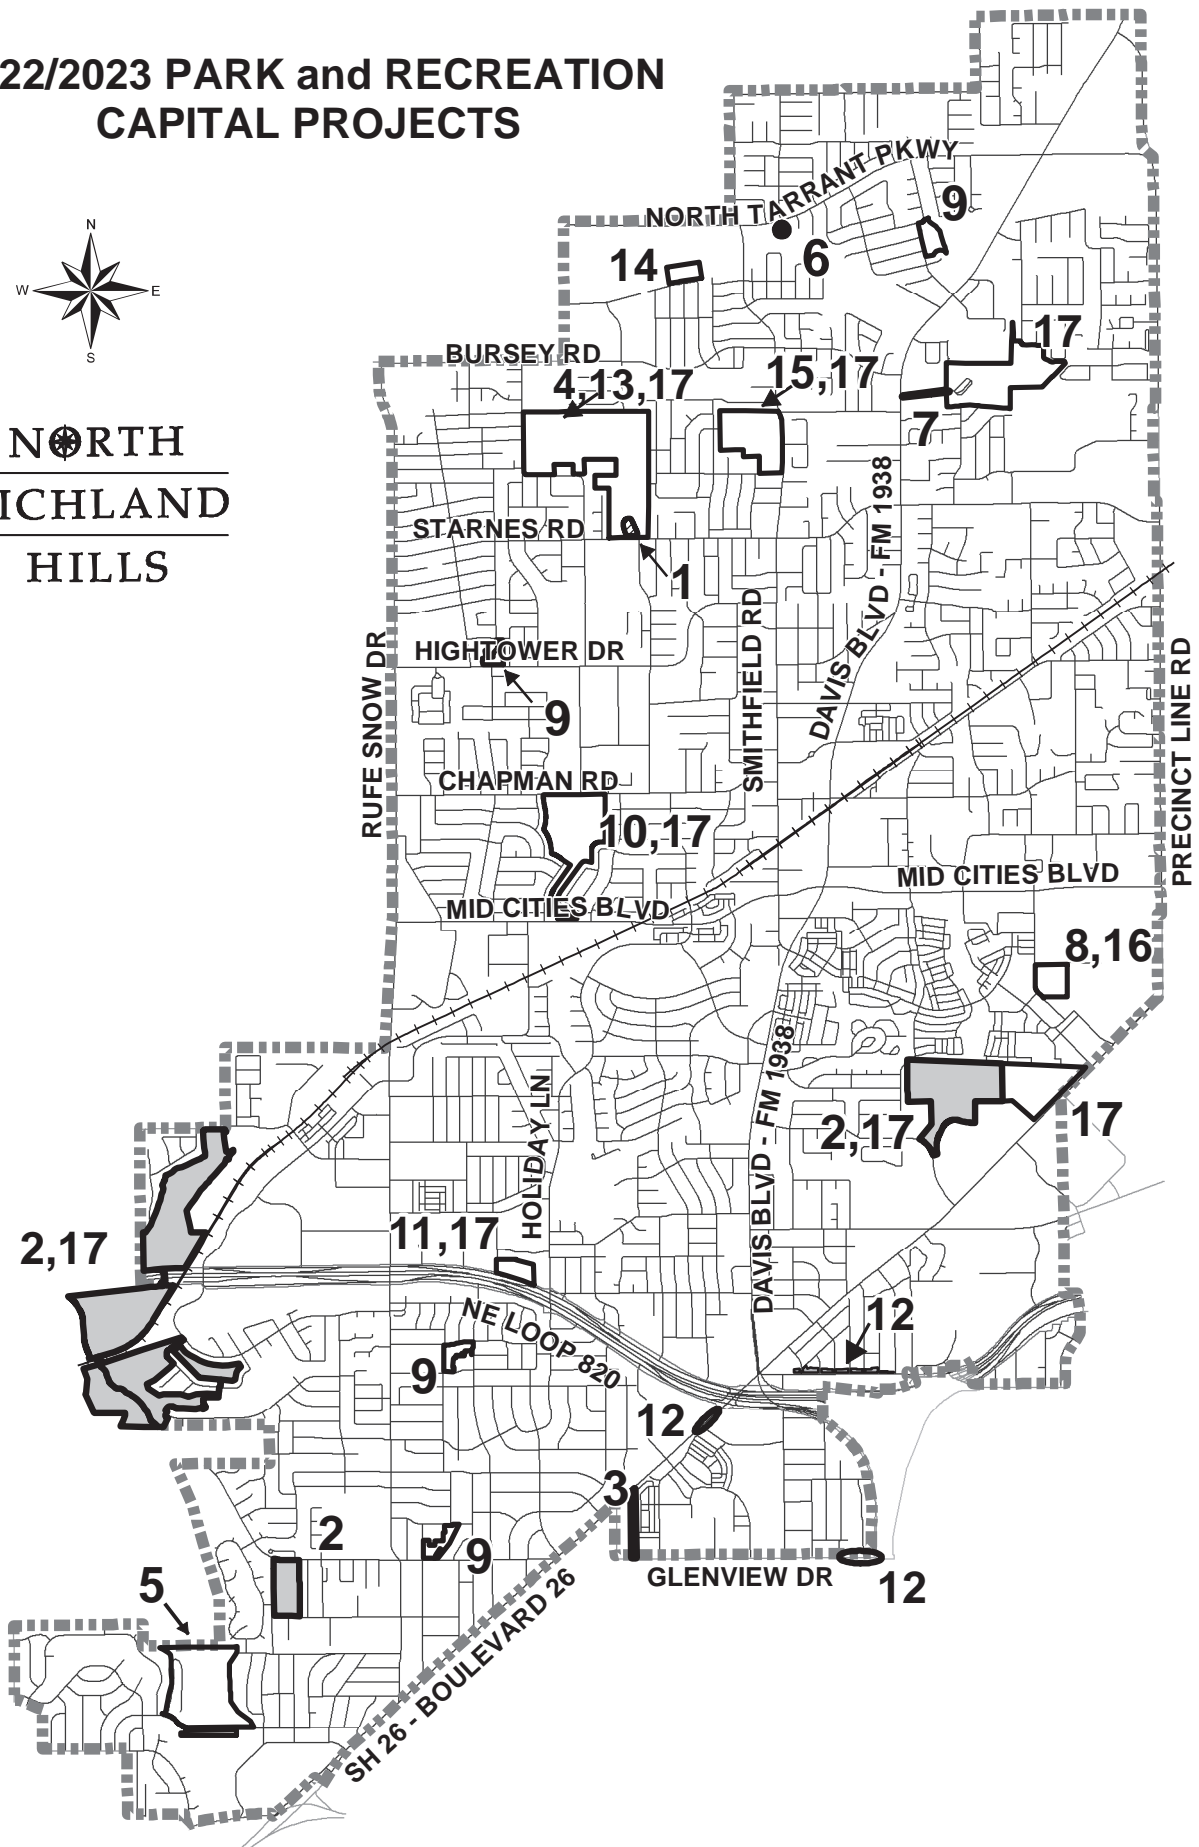 22/2023 PARK and RECREATION
CAPITAL PROJECTS
NORTH TARRANT PKWY
9
N
W E
S
14
6
BURSEY RD
17
4,13,17
15,17
7
NORTH
ICHLAND
HILLS
STARNES RD
1
DAVIS BLVD - FM 1938
SMITHFIELD RD
HIGHTOWER DR
9
RUFE SNOW DR
PRECINCT LINE RD
CHAPMAN RD
10,17
MID CITIES BLVD
MID CITIES BLVD
8,16
DAVIS BLVD - FM 1938
HOLIDAY LN
2,17
17
2,17
11,17
NE LOOP 820
12
9
12
3
2
9
GLENVIEW DR
12
5
SH 26 - BOULEVARD 26